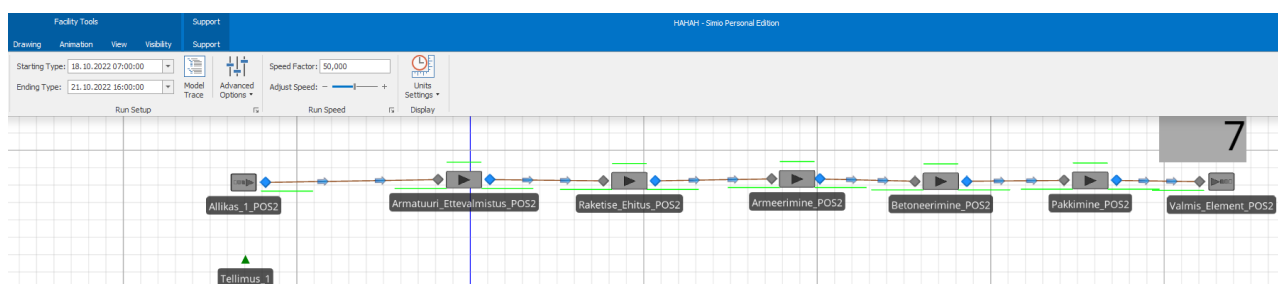 Facility Tools Support HAHAH - Simio Personal Edition
Drawing Animation View Visibility Support
Starting Type: 18.10.2022 07:00:00 Speed Factor: 50,000
Ending Type: 21.10.2022 16:00:00 Model Trace Advanced Options Adjust Speed: − + Units Settings
Run Setup Run Speed Display
7
Allikas_1_POS2 Armatuuri_Ettevalmistus_POS2 Raketise_Ehitus_POS2 Armeerimine_POS2 Betoneerimine_POS2 Pakkimine_POS2 Valmis_Element_POS2
Tellimus_1